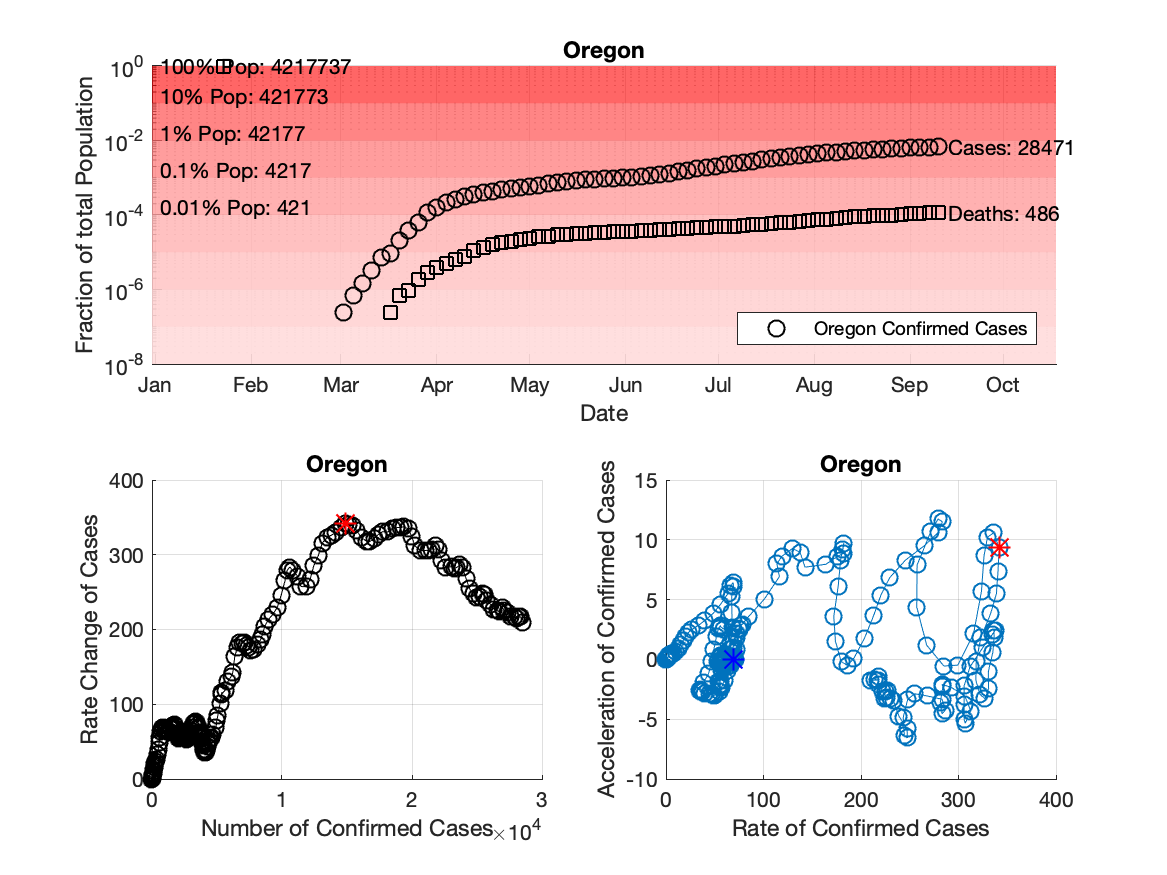 Oregon
Fraction of total Population
10^0
10^-2
10^-4
10^-6
10^-8
100% Pop: 4217737
10% Pop: 421773
1% Pop: 42177
0.1% Pop: 4217
0.01% Pop: 421
Cases: 28471
Deaths: 486
Oregon Confirmed Cases
Jan Feb Mar Apr May Jun Jul Aug Sep Oct
Date
Oregon
Rate Change of Cases
400
300
200
100
0
0 1 2 3
Number of Confirmed Cases ×10^4
Oregon
Acceleration of Confirmed Cases
15
10
5
0
-5
-10
0 100 200 300 400
Rate of Confirmed Cases